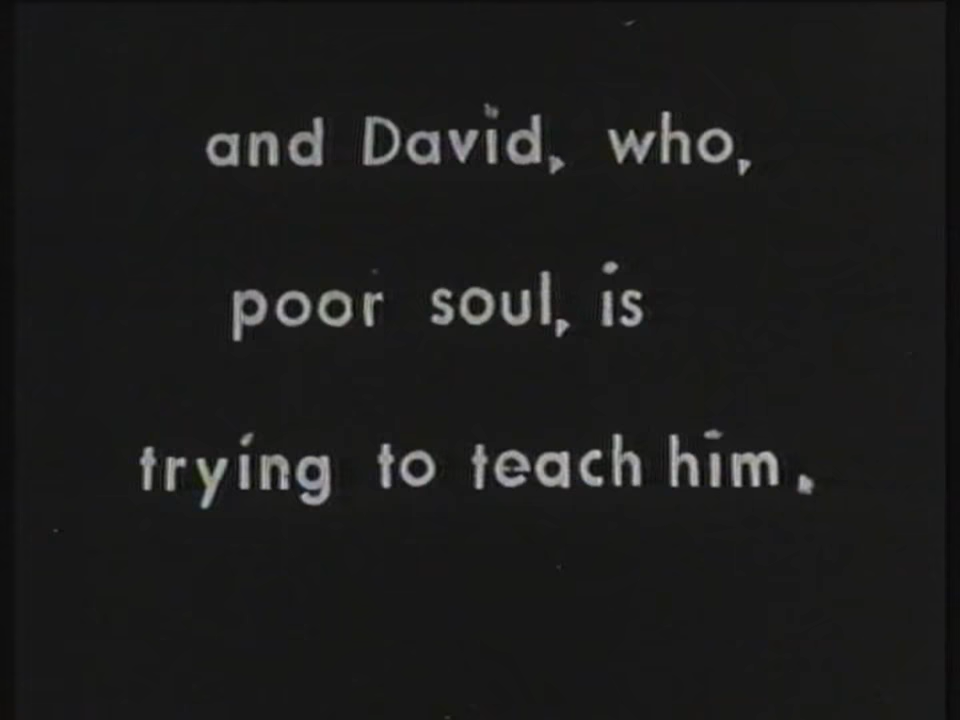 and David, who,
poor soul, is
trying to teach him.